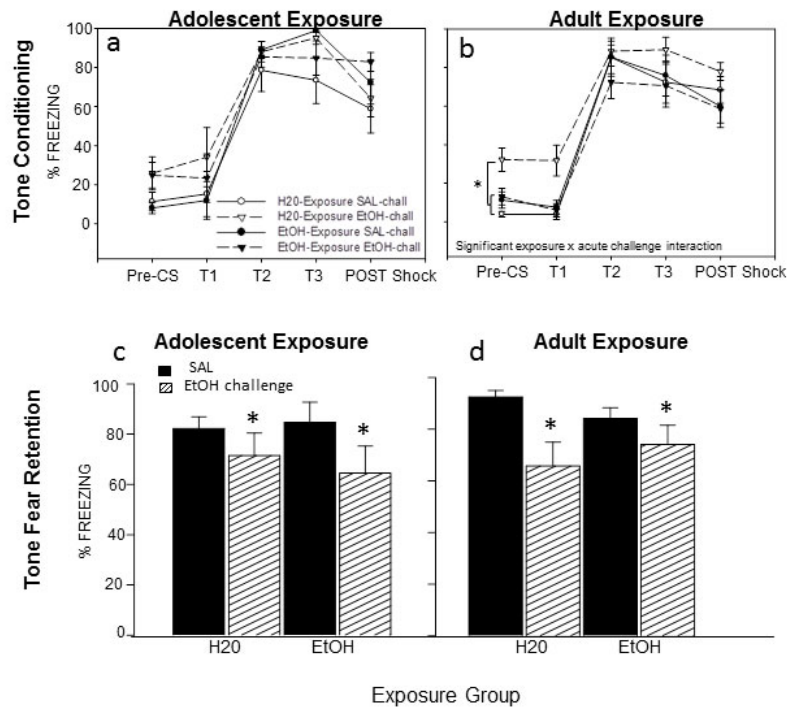 Adolescent Exposure
Adult Exposure
Tone Conditioning
% FREEZING
100
80
60
40
20
0
a
H20-Exposure SAL-chall
H20-Exposure EtOH-chall
EtOH-Exposure SAL-chall
EtOH-Exposure EtOH-chall
b
*
Significant exposure x acute challenge interaction
Pre-CS T1 T2 T3 POST Shock
Pre-CS T1 T2 T3 POST Shock
Adolescent Exposure
Adult Exposure
c
SAL
EtOH challenge
d
Tone Fear Retention
% FREEZING
100
80
60
40
20
0
* *
* *
H20 EtOH
H20 EtOH
Exposure Group